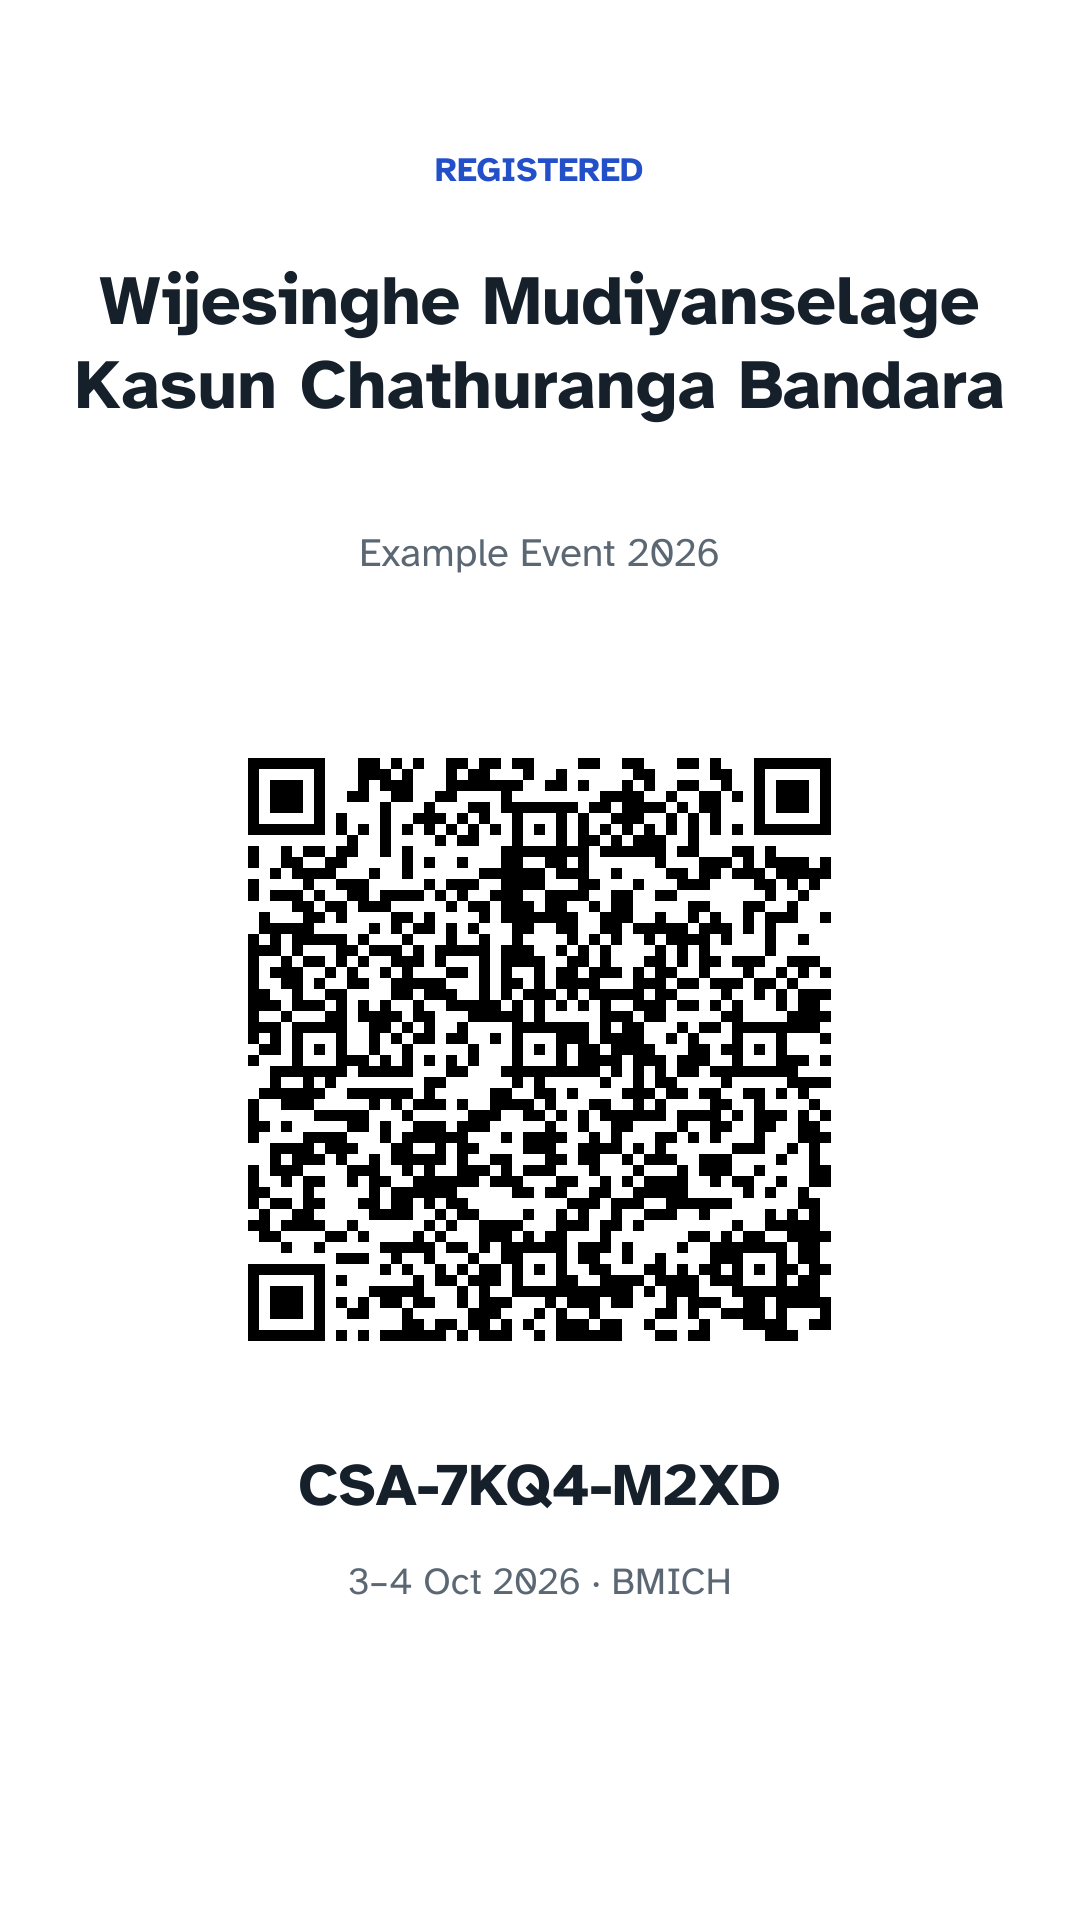 REGISTERED
Wijesinghe Mudiyanselage
Kasun Chathuranga Bandara
Example Event 2026
CSA-7KQ4-M2XD
3–4 Oct 2026 · BMICH